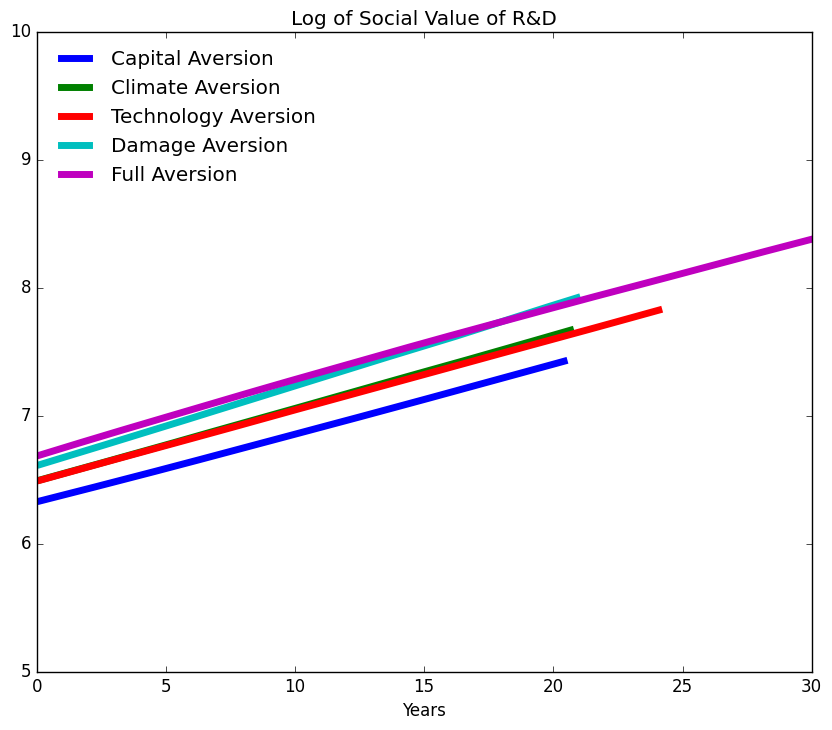 Log of Social Value of R&D
10
9
8
7
6
5
Capital Aversion
Climate Aversion
Technology Aversion
Damage Aversion
Full Aversion
0 5 10 15 20 25 30
Years